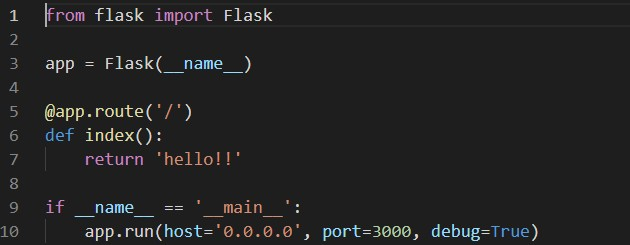 1 from flask import Flask
2
3 app = Flask(__name__)
4
5 @app.route('/')
6 def index():
7     return 'hello!!'
8
9 if __name__ == '__main__':
10     app.run(host='0.0.0.0', port=3000, debug=True)